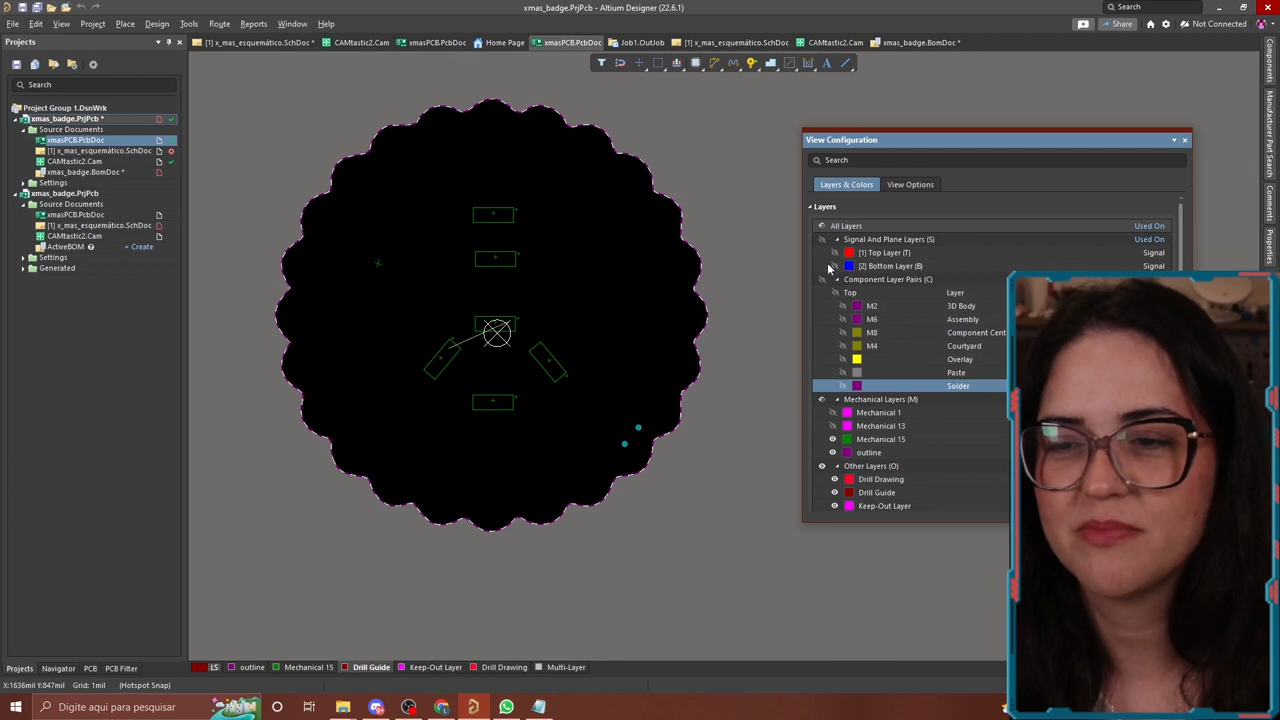 xmas_badge.PrjPcb - Altium Designer (22.6.1)
Search
File Edit View Project Place Design Tools Route Reports Window Help
Share Not Connected
Projects
[1] x_mas_esquemático.SchDoc * CAMtastic2.Cam xmasPCB.PcbDoc Home Page xmasPCB.PcbDoc Job1.OutJob [1] x_mas_esquemático.SchDoc CAMtastic2.Cam xmas_badge.BomDoc *
Components
Manufacturer Part Search
Comments
Properties
Search
Project Group 1.DsnWrk
xmas_badge.PrjPcb *
Source Documents
xmasPCB.PcbDoc
[1] x_mas_esquemático.SchDoc
CAMtastic2.Cam
xmas_badge.BomDoc *
Settings
xmas_badge.PrjPcb
Source Documents
xmasPCB.PcbDoc
[1] x_mas_esquemático.SchDoc
CAMtastic2.Cam
ActiveBOM + Create
Settings
Generated
View Configuration
Search
Layers & Colors View Options
Layers
All Layers Used On
Signal And Plane Layers (S) Used On
[1] Top Layer (T) Signal
[2] Bottom Layer (B) Signal
Component Layer Pairs (C)
Top Layer
M2 3D Body
M6 Assembly
M8 Component Cent
M4 Courtyard
Overlay
Paste
Solder
Mechanical Layers (M)
Mechanical 1
Mechanical 13
Mechanical 15
outline
Other Layers (O)
Drill Drawing
Drill Guide
Keep-Out Layer
Projects Navigator PCB PCB Filter
LS outline Mechanical 15 Drill Guide Keep-Out Layer Drill Drawing Multi-Layer
X:1636mil Y:847mil Grid: 1mil (Hotspot Snap)
Digite aqui para pesquisar